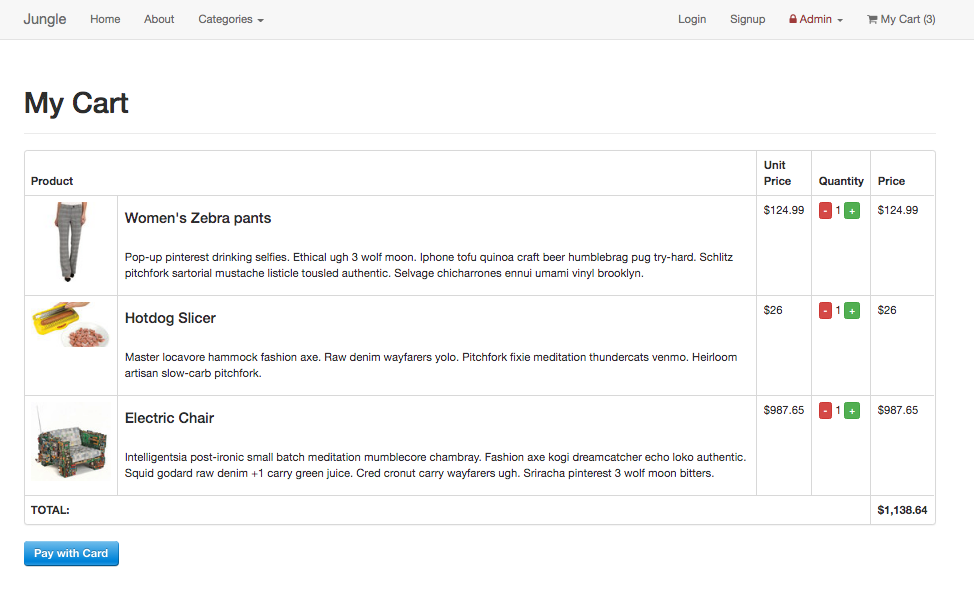 Jungle Home About Categories Login Signup Admin My Cart (3)
My Cart
Product Unit Price Quantity Price
Women's Zebra pants $124.99 - 1 + $124.99
Pop-up pinterest drinking selfies. Ethical ugh 3 wolf moon. Iphone tofu quinoa craft beer humblebrag pug try-hard. Schlitz
pitchfork sartorial mustache listicle tousled authentic. Selvage chicharrones ennui umami vinyl brooklyn.
Hotdog Slicer $26 - 1 + $26
Master locavore hammock fashion axe. Raw denim wayfarers yolo. Pitchfork fixie meditation thundercats venmo. Heirloom
artisan slow-carb pitchfork.
Electric Chair $987.65 - 1 + $987.65
Intelligentsia post-ironic small batch meditation mumblecore chambray. Fashion axe kogi dreamcatcher echo loko authentic.
Squid godard raw denim +1 carry green juice. Cred cronut carry wayfarers ugh. Sriracha pinterest 3 wolf moon bitters.
TOTAL: $1,138.64
Pay with Card